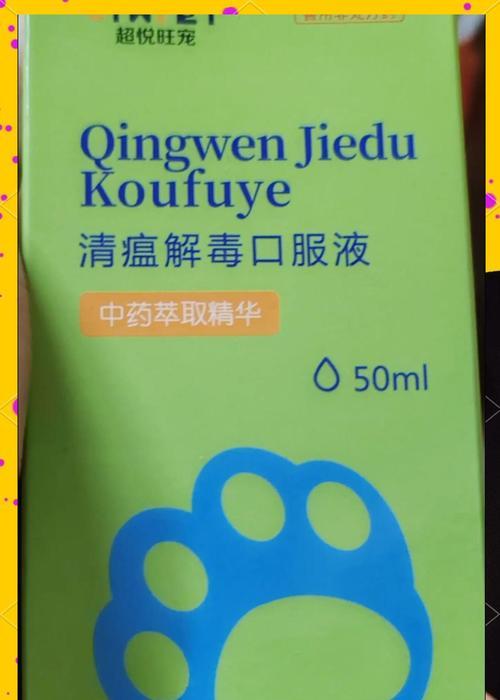 超悦旺宠
Qingwen Jiedu
Koufuye
清瘟解毒口服液
中药萃取精华
50ml